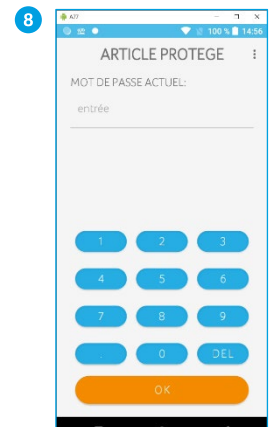 8
A77
100 % 14:56
ARTICLE PROTEGE
MOT DE PASSE ACTUEL:
entrée
1 2 3
4 5 6
7 8 9
. 0 DEL
OK